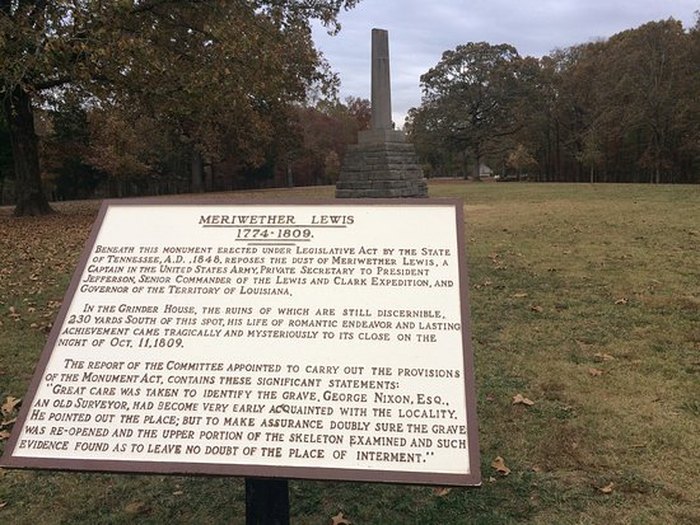 MERIWETHER LEWIS
1774-1809.
BENEATH THIS MONUMENT ERECTED UNDER LEGISLATIVE ACT BY THE STATE
OF TENNESSEE, A.D. ,1848, REPOSES THE DUST OF MERIWETHER LEWIS, A
CAPTAIN IN THE UNITED STATES ARMY, PRIVATE SECRETARY TO PRESIDENT
JEFFERSON, SENIOR COMMANDER OF THE LEWIS AND CLARK EXPEDITION, AND
GOVERNOR OF THE TERRITORY OF LOUISIANA.
IN THE GRINDER HOUSE, THE RUINS OF WHICH ARE STILL DISCERNIBLE,
230 YARDS SOUTH OF THIS SPOT, HIS LIFE OF ROMANTIC ENDEAVOR AND LASTING
ACHIEVEMENT CAME TRAGICALLY AND MYSTERIOUSLY TO ITS CLOSE ON THE
NIGHT OF OCT. 11, 1809.
THE REPORT OF THE COMMITTEE APPOINTED TO CARRY OUT THE PROVISIONS
OF THE MONUMENT ACT, CONTAINS THESE SIGNIFICANT STATEMENTS:
"GREAT CARE WAS TAKEN TO IDENTIFY THE GRAVE. GEORGE NIXON, ESQ.,
AN OLD SURVEYOR, HAD BECOME VERY EARLY ACQUAINTED WITH THE LOCALITY.
HE POINTED OUT THE PLACE; BUT TO MAKE ASSURANCE DOUBLY SURE THE GRAVE
WAS RE-OPENED AND THE UPPER PORTION OF THE SKELETON EXAMINED AND SUCH
EVIDENCE FOUND AS TO LEAVE NO DOUBT OF THE PLACE OF INTERMENT."